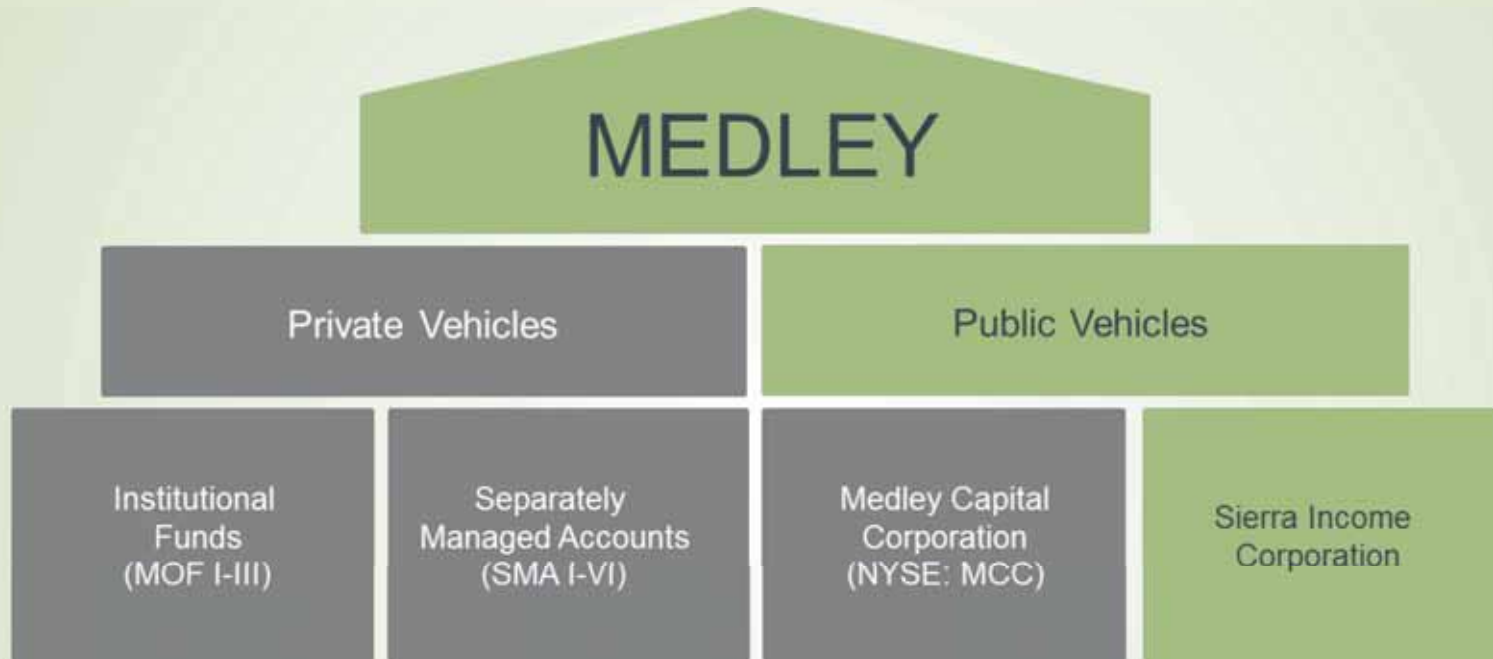 MEDLEY
Private Vehicles
Public Vehicles
Institutional
Funds
(MOF I-III)
Separately
Managed Accounts
(SMA I-VI)
Medley Capital
Corporation
(NYSE: MCC)
Sierra Income
Corporation